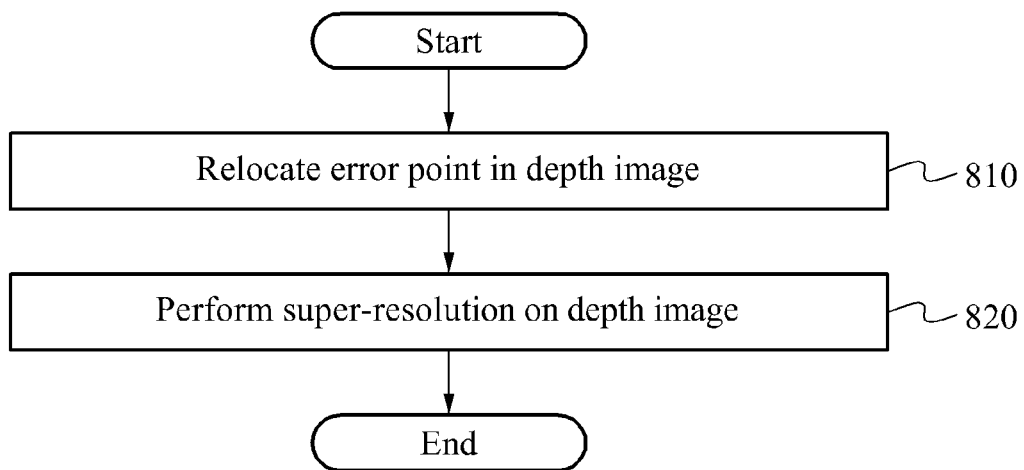 Start
Relocate error point in depth image
810
Perform super-resolution on depth image
820
End